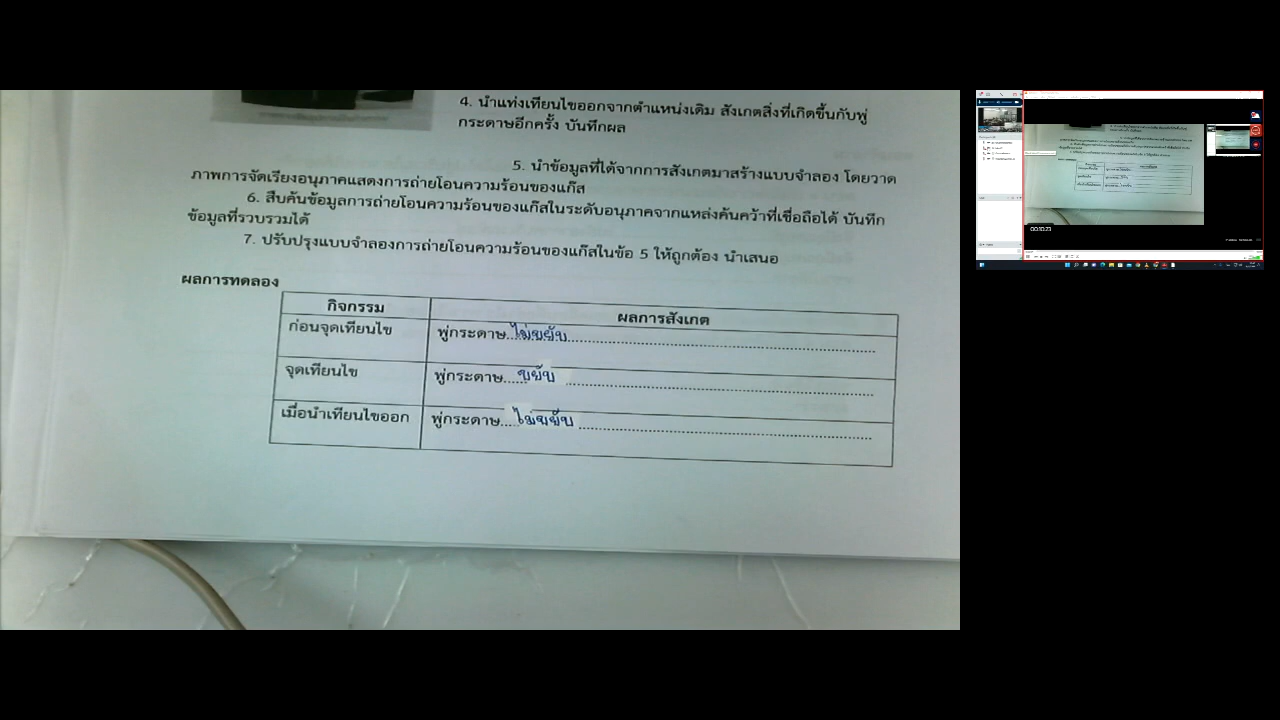 4. นำแท่งเทียนไขออกจากตำแหน่งเดิม สังเกตสิ่งที่เกิดขึ้นกับพู่
กระดาษอีกครั้ง บันทึกผล
5. นำข้อมูลที่ได้จากการสังเกตมาสร้างแบบจำลอง โดยวาด
ภาพการจัดเรียงอนุภาคแสดงการถ่ายโอนความร้อนของแก๊ส
6. สืบค้นข้อมูลการถ่ายโอนความร้อนของแก๊สในระดับอนุภาคจากแหล่งค้นคว้าที่เชื่อถือได้ บันทึก
ข้อมูลที่รวบรวมได้
7. ปรับปรุงแบบจำลองการถ่ายโอนความร้อนของแก๊สในข้อ 5 ให้ถูกต้อง นำเสนอ
ผลการทดลอง
กิจกรรม ผลการสังเกต
ก่อนจุดเทียนไข พู่กระดาษ...ไม่ขยับ...
จุดเทียนไข พู่กระดาษ...ขยับ...
เมื่อนำเทียนไขออก พู่กระดาษ...ไม่ขยับ...
00:10:23